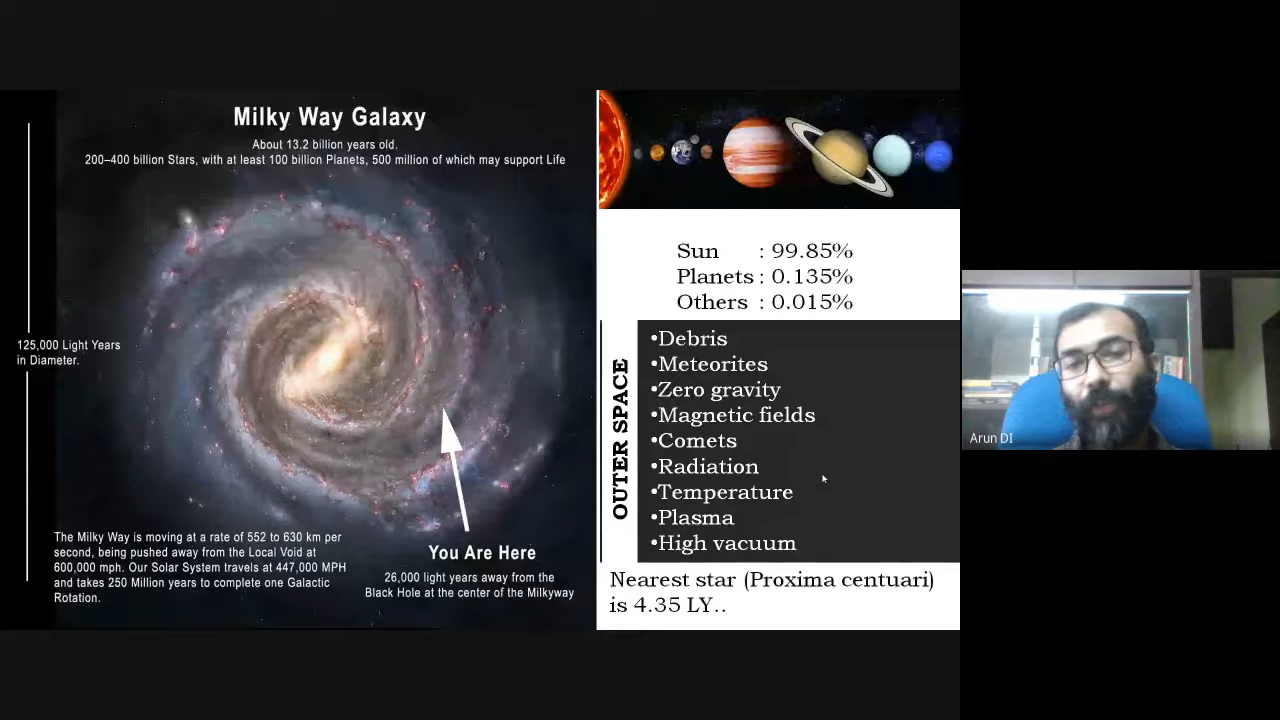 Milky Way Galaxy
About 13.2 billion years old.
200–400 billion Stars, with at least 100 billion Planets, 500 million of which may support Life
125,000 Light Years
in Diameter.
The Milky Way is moving at a rate of 552 to 630 km per
second, being pushed away from the Local Void at
600,000 mph. Our Solar System travels at 447,000 MPH
and takes 250 Million years to complete one Galactic
Rotation.
You Are Here
26,000 light years away from the
Black Hole at the center of the Milkyway
Sun : 99.85%
Planets : 0.135%
Others : 0.015%
OUTER SPACE
•Debris
•Meteorites
•Zero gravity
•Magnetic fields
•Comets
•Radiation
•Temperature
•Plasma
•High vacuum
Nearest star (Proxima centuari)
is 4.35 LY..
Arun DI